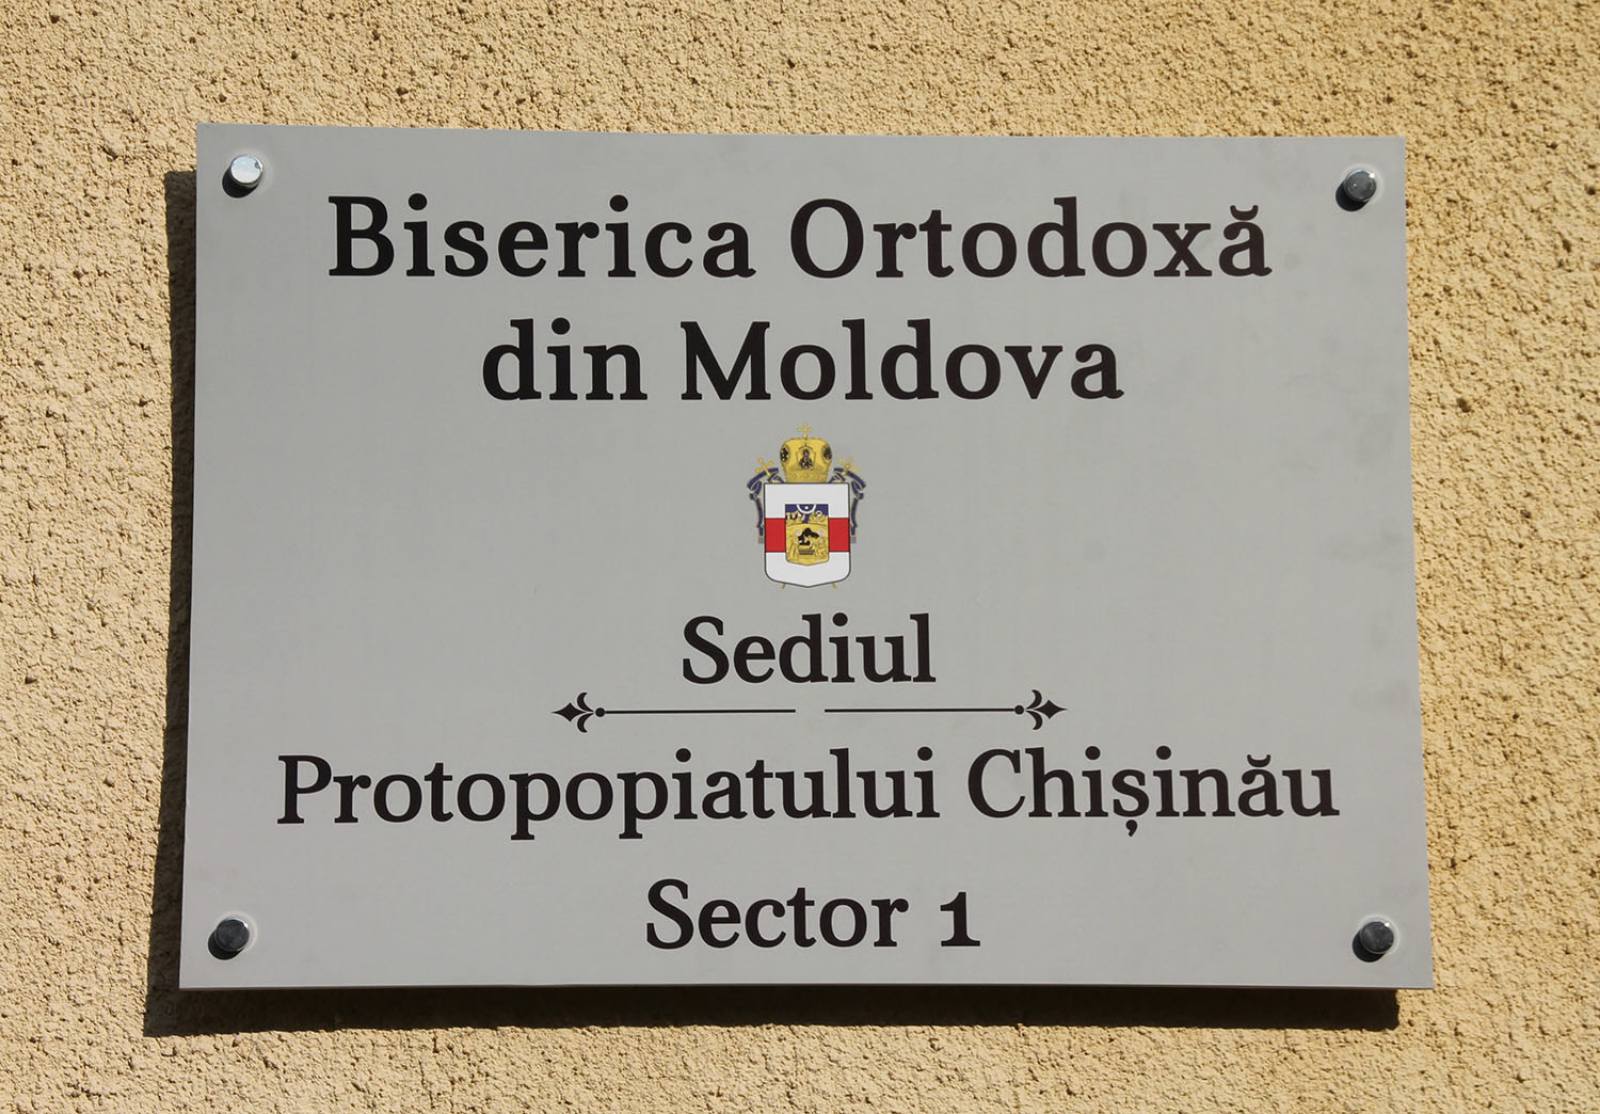 Biserica Ortodoxă
din Moldova
Sediul
Protopopiatului Chișinău
Sector 1